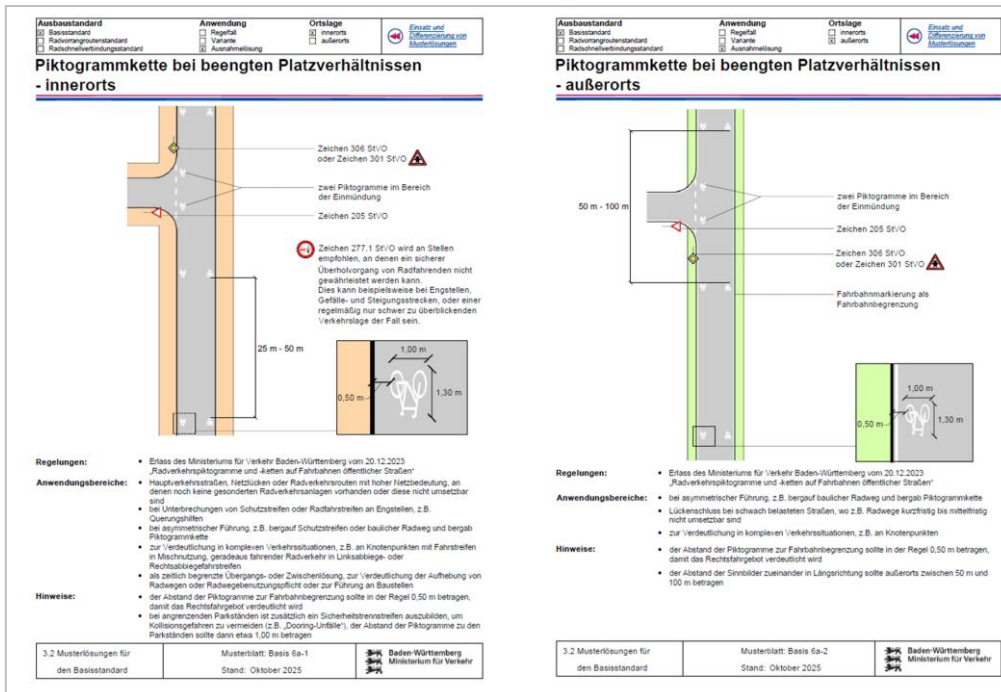 Ausbaustandard
☒ Basisstandard
☐ Radvorrangroutenstandard
☐ Radschnellverbindungsstandard
Anwendung
☐ Regelfall
☐ Variante
☒ Ausnahmelösung
Ortslage
☒ innerorts
☐ außerorts
Einsatz und
Differenzierung von
Musterlösungen
Piktogrammkette bei beengten Platzverhältnissen
- innerorts
Zeichen 306 StVO
oder Zeichen 301 StVO
zwei Piktogramme im Bereich
der Einmündung
Zeichen 205 StVO
Zeichen 277.1 StVO wird an Stellen
empfohlen, an denen ein sicherer
Überholvorgang von Radfahrenden nicht
gewährleistet werden kann.
Dies kann beispielsweise bei Engstellen,
Gefälle- und Steigungsstrecken, oder einer
regelmäßig nur schwer zu überblickenden
Verkehrslage der Fall sein.
25 m - 50 m
1,00 m
0,50 m
1,30 m
Regelungen:
• Erlass des Ministeriums für Verkehr Baden-Württemberg vom 20.12.2023
„Radverkehrspiktogramme und -ketten auf Fahrbahnen öffentlicher Straßen"
Anwendungsbereiche:
• Hauptverkehrsstraßen, Netzlücken oder Radverkehrsrouten mit hoher Netzbedeutung, an
denen noch keine gesonderten Radverkehrsanlagen vorhanden oder diese nicht umsetzbar
sind
• bei Unterbrechungen von Schutzstreifen oder Radfahrstreifen an Engstellen, z.B.
Querungshilfen
• bei asymmetrischer Führung, z.B. bergauf Schutzstreifen oder baulicher Radweg und bergab
Piktogrammkette
• zur Verdeutlichung in komplexen Verkehrssituationen, z.B. an Knotenpunkten mit Fahrstreifen
in Mischnutzung, geradeaus fahrender Radverkehr in Linksabbiege- oder
Rechtsabbiegefahrstreifen
• als zeitlich begrenzte Übergangs- oder Zwischenlösung, zur Verdeutlichung der Aufhebung von
Radwegen oder Radwegebenutzungspflicht oder zur Führung an Baustellen
Hinweise:
• der Abstand der Piktogramme zur Fahrbahnbegrenzung sollte in der Regel 0,50 m betragen,
damit das Rechtsfahrgebot verdeutlicht wird
• bei angrenzenden Parkständen ist zusätzlich ein Sicherheitstrennstreifen auszubilden, um
Kollisionsgefahren zu vermeiden (z.B. „Dooring-Unfälle"), der Abstand der Piktogramme zu den
Parkständen sollte dann etwa 1,00 m betragen
3.2 Musterlösungen für
den Basisstandard
Musterblatt: Basis 6a-1
Stand: Oktober 2025
Baden-Württemberg
Ministerium für Verkehr
Ausbaustandard
☒ Basisstandard
☐ Radvorrangroutenstandard
☐ Radschnellverbindungsstandard
Anwendung
☐ Regelfall
☐ Variante
☒ Ausnahmelösung
Ortslage
☐ innerorts
☒ außerorts
Einsatz und
Differenzierung von
Musterlösungen
Piktogrammkette bei beengten Platzverhältnissen
- außerorts
50 m - 100 m
zwei Piktogramme im Bereich
der Einmündung
Zeichen 205 StVO
Zeichen 306 StVO
oder Zeichen 301 StVO
Fahrbahnmarkierung als
Fahrbahnbegrenzung
1,00 m
0,50 m
1,30 m
Regelungen:
• Erlass des Ministeriums für Verkehr Baden-Württemberg vom 20.12.2023
„Radverkehrspiktogramme und -ketten auf Fahrbahnen öffentlicher Straßen"
Anwendungsbereiche:
• bei asymmetrischer Führung, z.B. bergauf baulicher Radweg und bergab Piktogrammkette
• Lückenschluss bei schwach belasteten Straßen, wo z.B. Radwege kurzfristig bis mittelfristig
nicht umsetzbar sind
• zur Verdeutlichung in komplexen Verkehrssituationen, z.B. an Knotenpunkten
Hinweise:
• der Abstand der Piktogramme zur Fahrbahnbegrenzung sollte in der Regel 0,50 m betragen,
damit das Rechtsfahrgebot verdeutlicht wird
• der Abstand der Sinnbilder zueinander in Längsrichtung sollte außerorts zwischen 50 m und
100 m betragen
3.2 Musterlösungen für
den Basisstandard
Musterblatt: Basis 6a-2
Stand: Oktober 2025
Baden-Württemberg
Ministerium für Verkehr